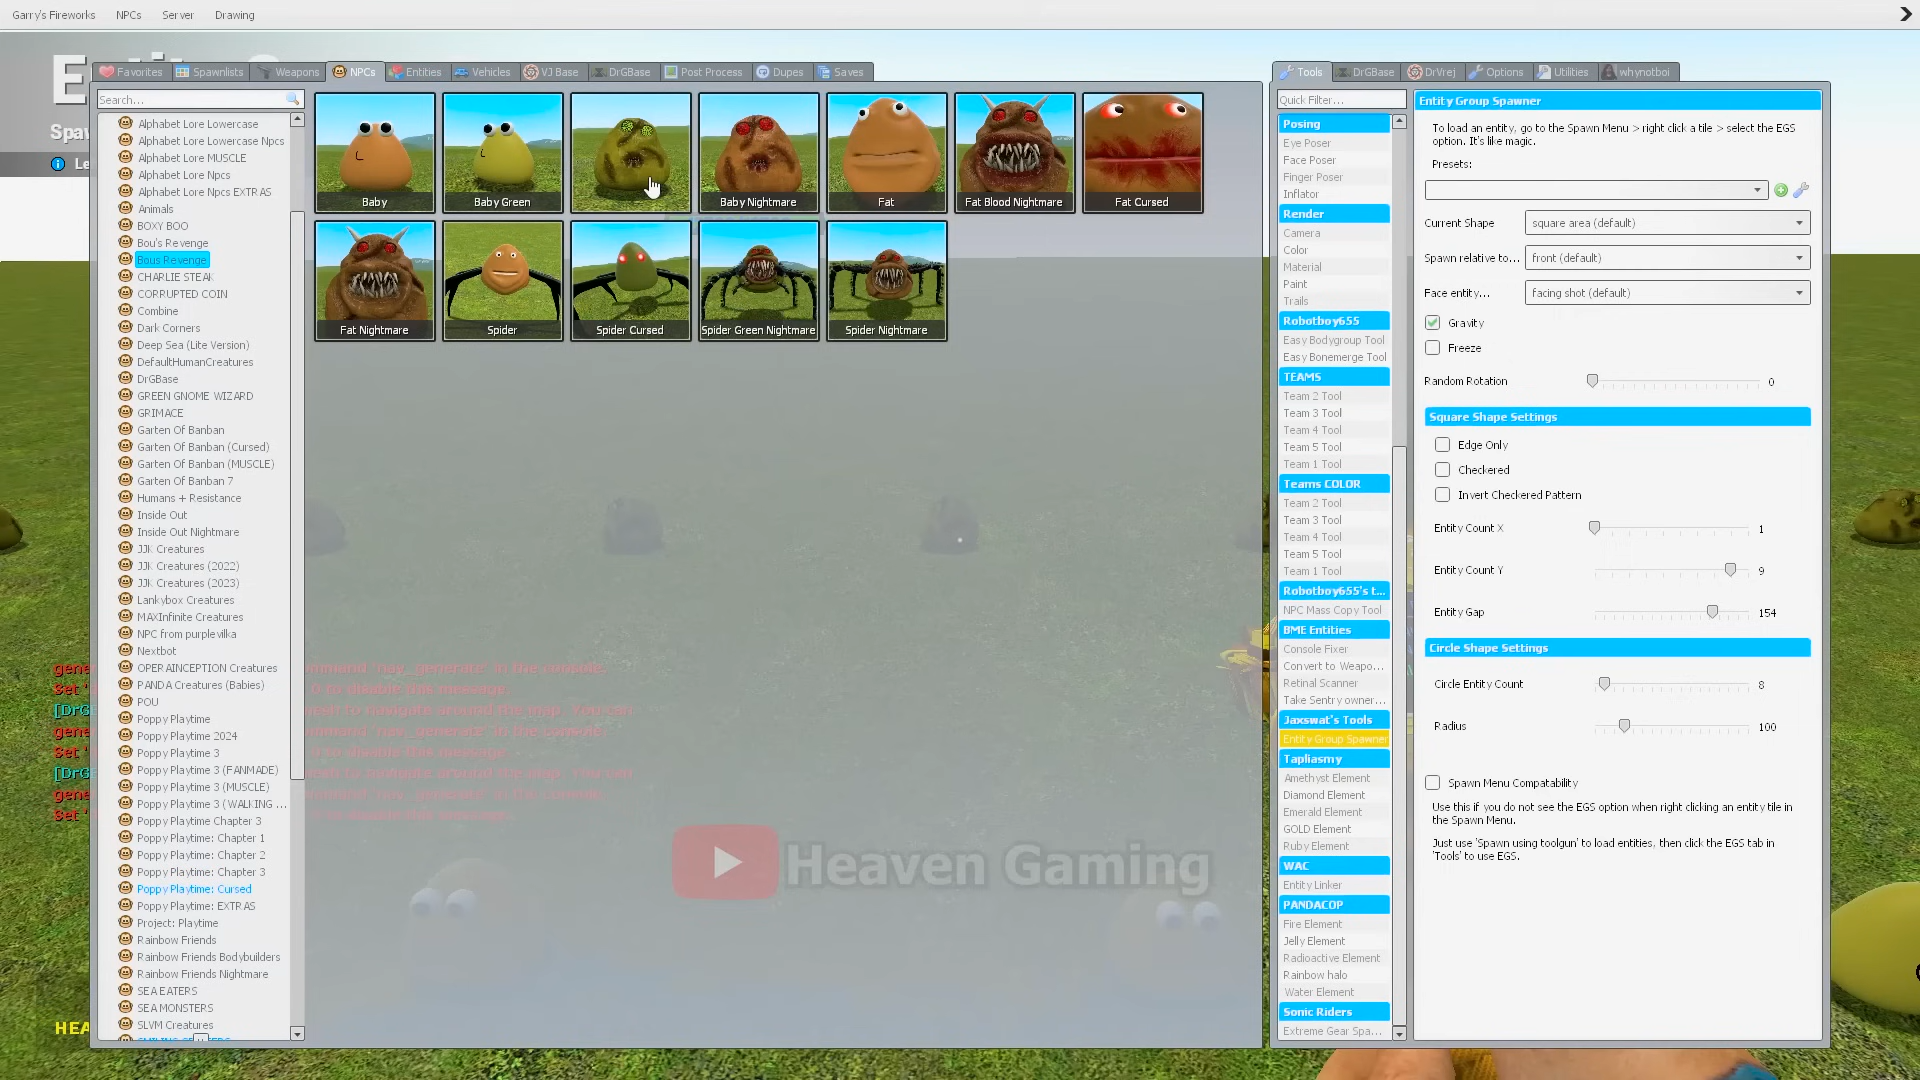 Garry's Fireworks
NPCs
Server
Drawing
Favorites
Spawnlists
Weapons
NPCs
Entities
Vehicles
VJ Base
DrGBase
Post Process
Dupes
Saves
Search...
Alphabet Lore Lowercase
Alphabet Lore Lowercase Npcs
Alphabet Lore MUSCLE
Alphabet Lore Npcs
Alphabet Lore Npcs EXTRAS
Animals
BOXY BOO
Bou's Revenge
Bous Revenge
CHARLIE STEAK
CORRUPTED COIN
Combine
Dark Corners
Deep Sea (Lite Version)
DefaultHumanCreatures
DrGBase
GREEN GNOME WIZARD
GRIMACE
Garten Of Banban
Garten Of Banban (Cursed)
Garten Of Banban (MUSCLE)
Garten Of Banban 7
Humans + Resistance
Inside Out
Inside Out Nightmare
JJK Creatures
JJK Creatures (2022)
JJK Creatures (2023)
Lankybox Creatures
MAXInfinite Creatures
NPC from purplevilka
Nextbot
OPERAINCEPTION Creatures
PANDA Creatures (Babies)
POU
Poppy Playtime
Poppy Playtime 2024
Poppy Playtime 3
Poppy Playtime 3 (FANMADE)
Poppy Playtime 3 (MUSCLE)
Poppy Playtime 3 (WALKING ...
Poppy Playtime Chapter 3
Poppy Playtime: Chapter 1
Poppy Playtime: Chapter 2
Poppy Playtime: Chapter 3
Poppy Playtime: Cursed
Poppy Playtime: EXTRAS
Project: Playtime
Rainbow Friends
Rainbow Friends Bodybuilders
Rainbow Friends Nightmare
SEA EATERS
SEA MONSTERS
SLVM Creatures
Baby
Baby Green
Baby Nightmare
Fat
Fat Blood Nightmare
Fat Cursed
Fat Nightmare
Spider
Spider Cursed
Spider Green Nightmare
Spider Nightmare
Heaven Gaming
HEA
Tools
DrGBase
DrVrej
Options
Utilities
whynotboi
Quick Filter...
Posing
Eye Poser
Face Poser
Finger Poser
Inflator
Render
Camera
Color
Material
Paint
Trails
Robotboy655
Easy Bodygroup Tool
Easy Bonemerge Tool
TEAMS
Team 2 Tool
Team 3 Tool
Team 4 Tool
Team 5 Tool
Team 1 Tool
Teams COLOR
Team 2 Tool
Team 3 Tool
Team 4 Tool
Team 5 Tool
Team 1 Tool
Robotboy655's t...
NPC Mass Copy Tool
BME Entities
Console Fixer
Convert to Weapo...
Retinal Scanner
Take Sentry owner...
Jaxswat's Tools
Entity Group Spawner
Tapliasmy
Amethyst Element
Diamond Element
Emerald Element
GOLD Element
Ruby Element
WAC
Entity Linker
PANDACOP
Fire Element
Jelly Element
Radioactive Element
Rainbow halo
Water Element
Sonic Riders
Extreme Gear Spa...
Entity Group Spawner
To load an entity, go to the Spawn Menu > right click a tile > select the EGS
option. It's like magic.
Presets:
Current Shape square area (default)
Spawn relative to... front (default)
Face entity... facing shot (default)
Gravity
Freeze
Random Rotation 0
Square Shape Settings
Edge Only
Checkered
Invert Checkered Pattern
Entity Count X 1
Entity Count Y 9
Entity Gap 154
Circle Shape Settings
Circle Entity Count 8
Radius 100
Spawn Menu Compatability
Use this if you do not see the EGS option when right clicking an entity tile in
the Spawn Menu.
Just use 'Spawn using toolgun' to load entities, then click the EGS tab in
'Tools' to use EGS.